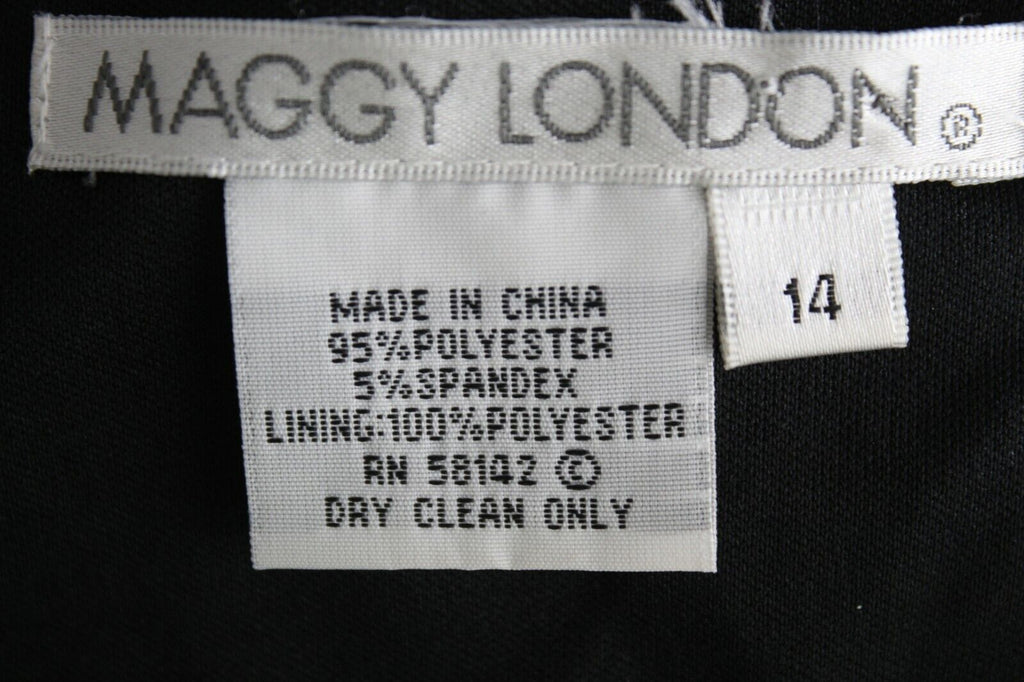 MAGGY LONDON ®
14
MADE IN CHINA
95%POLYESTER
5%SPANDEX
LINING:100%POLYESTER
RN 58142 ©
DRY CLEAN ONLY